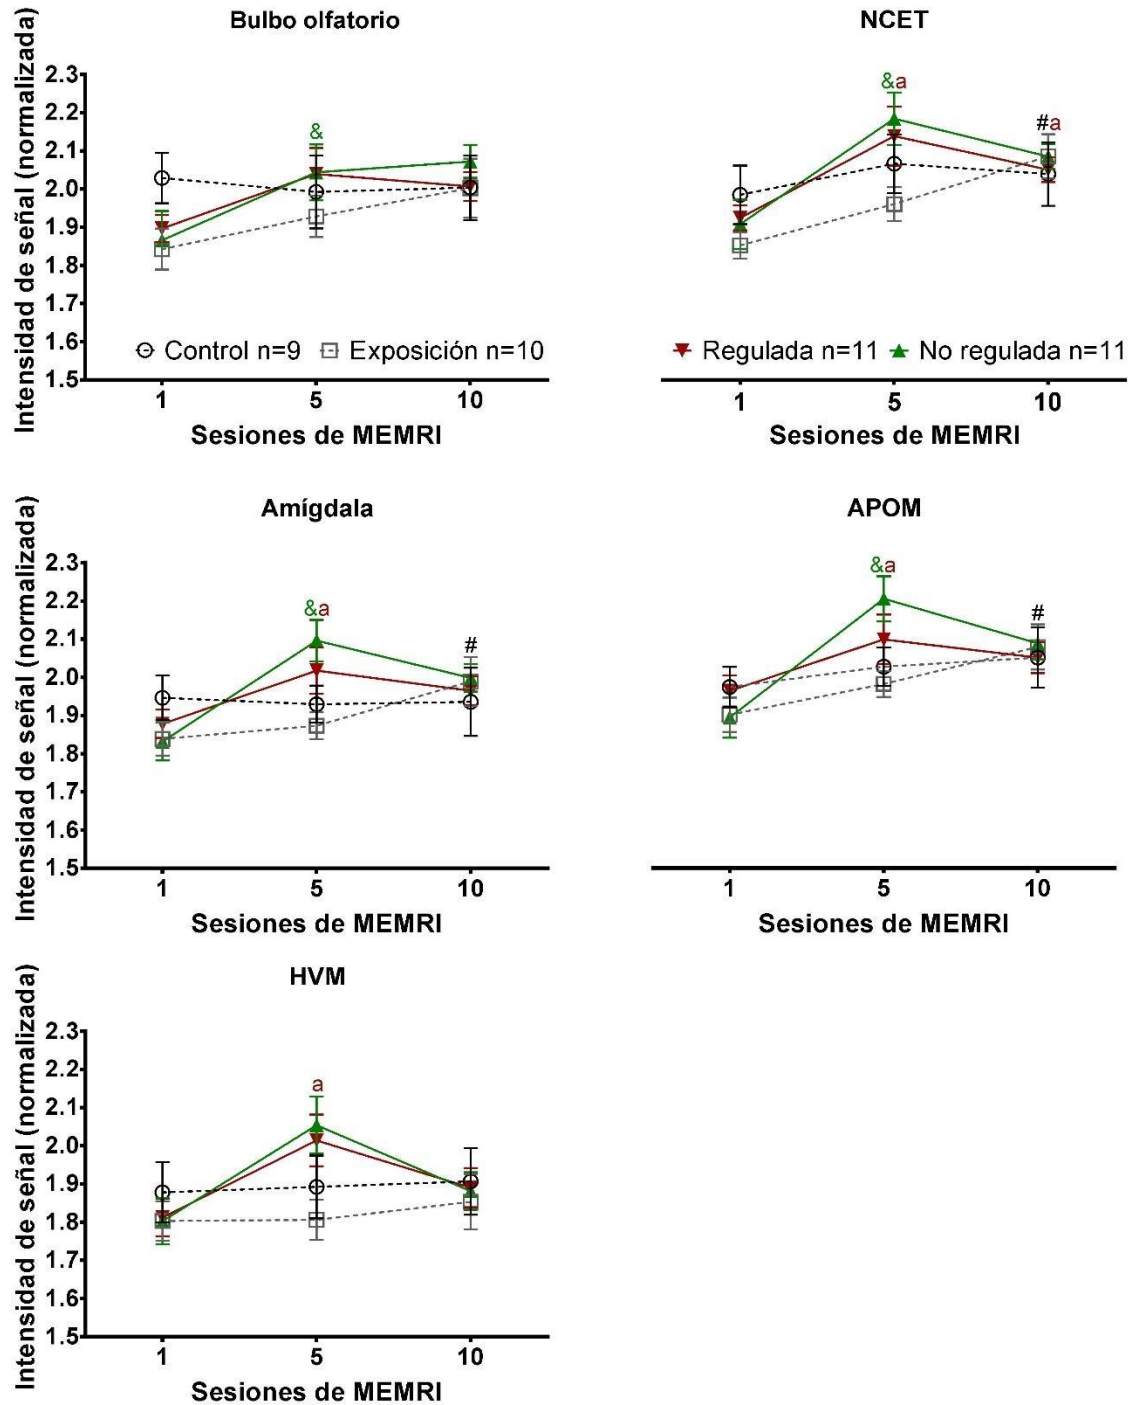 Bulbo olfatorio
Intensidad de señal (normalizada)
2.3
2.2
2.1
2.0
1.9
1.8
1.7
1.6
1.5
&
Control n=9 Exposición n=10
1 5 10
Sesiones de MEMRI
NCET
&a
#a
Regulada n=11 No regulada n=11
1 5 10
Sesiones de MEMRI
Amígdala
Intensidad de señal (normalizada)
2.3
2.2
2.1
2.0
1.9
1.8
1.7
1.6
1.5
&a
#
1 5 10
Sesiones de MEMRI
APOM
&a
#
1 5 10
Sesiones de MEMRI
HVM
Intensidad de señal (normalizada)
2.3
2.2
2.1
2.0
1.9
1.8
1.7
1.6
1.5
a
1 5 10
Sesiones de MEMRI